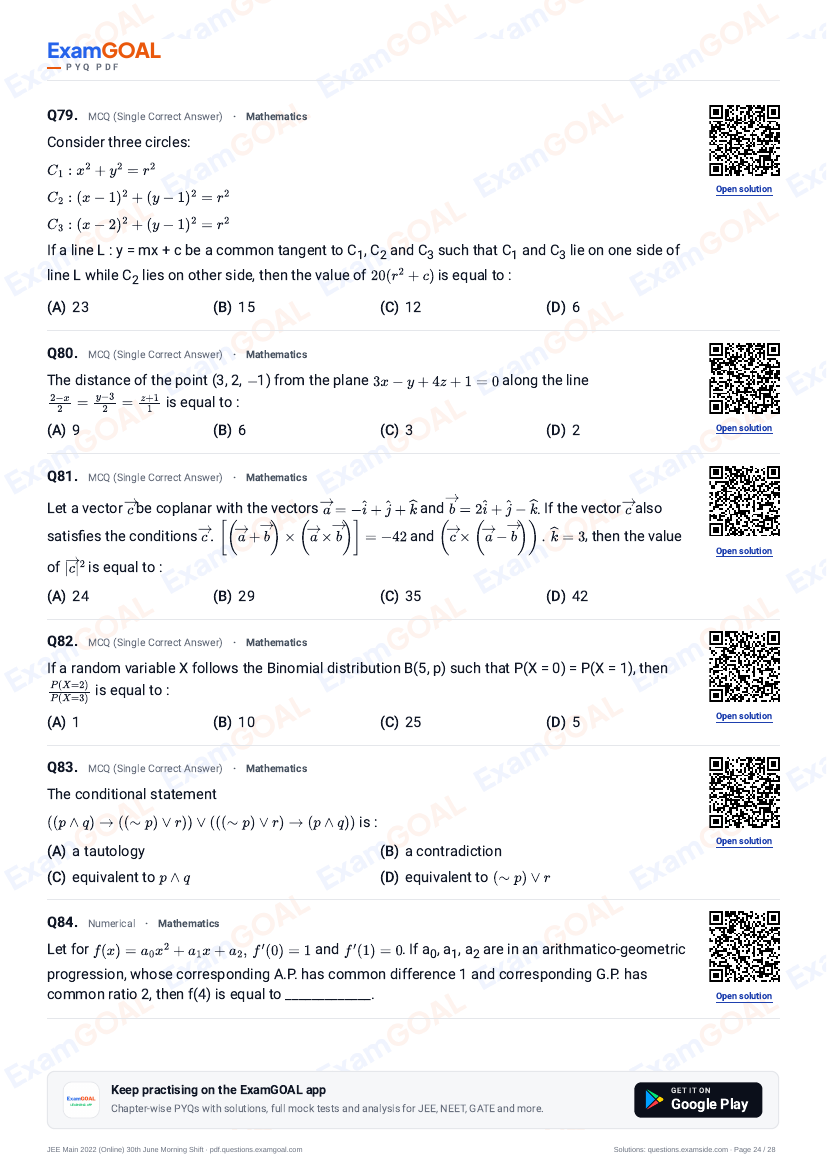 ExamGOAL
PYQ PDF
Q79. MCQ (Single Correct Answer) · Mathematics
Consider three circles:
C₁ : x² + y² = r²
C₂ : (x − 1)² + (y − 1)² = r²
C₃ : (x − 2)² + (y − 1)² = r²
If a line L : y = mx + c be a common tangent to C₁, C₂ and C₃ such that C₁ and C₃ lie on one side of
line L while C₂ lies on other side, then the value of 20(r² + c) is equal to :
(A) 23 (B) 15 (C) 12 (D) 6
Open solution
Q80. MCQ (Single Correct Answer) · Mathematics
The distance of the point (3, 2, −1) from the plane 3x − y + 4z + 1 = 0 along the line
(2−x)/2 = (y−3)/2 = (z+1)/1 is equal to :
(A) 9 (B) 6 (C) 3 (D) 2
Open solution
Q81. MCQ (Single Correct Answer) · Mathematics
Let a vector c⃗ be coplanar with the vectors a⃗ = −î + ĵ + k̂ and b⃗ = 2î + ĵ − k̂. If the vector c⃗ also
satisfies the conditions c⃗ . [(a⃗ + b⃗) × (a⃗ × b⃗)] = −42 and (c⃗ × (a⃗ − b⃗)) . k̂ = 3, then the value
of |c⃗|² is equal to :
(A) 24 (B) 29 (C) 35 (D) 42
Open solution
Q82. MCQ (Single Correct Answer) · Mathematics
If a random variable X follows the Binomial distribution B(5, p) such that P(X = 0) = P(X = 1), then
P(X=2)/P(X=3) is equal to :
(A) 1 (B) 10 (C) 25 (D) 5
Open solution
Q83. MCQ (Single Correct Answer) · Mathematics
The conditional statement
((p ∧ q) → ((∼ p) ∨ r)) ∨ (((∼ p) ∨ r) → (p ∧ q)) is :
(A) a tautology (B) a contradiction
(C) equivalent to p ∧ q (D) equivalent to (∼ p) ∨ r
Open solution
Q84. Numerical · Mathematics
Let for f(x) = a₀x² + a₁x + a₂, f′(0) = 1 and f′(1) = 0. If a₀, a₁, a₂ are in an arithmatico-geometric
progression, whose corresponding A.P. has common difference 1 and corresponding G.P. has
common ratio 2, then f(4) is equal to _____________.
Open solution
Keep practising on the ExamGOAL app
Chapter-wise PYQs with solutions, full mock tests and analysis for JEE, NEET, GATE and more.
GET IT ON
Google Play
JEE Main 2022 (Online) 30th June Morning Shift · pdf.questions.examgoal.com
Solutions: questions.examside.com · Page 24 / 28